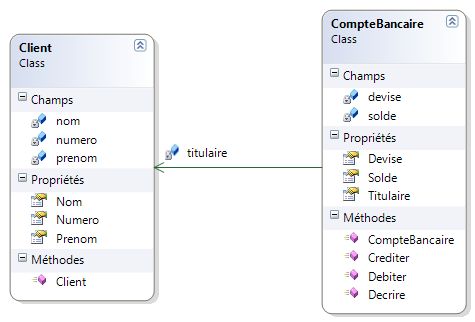 Client
Class
Champs
nom
numero
prenom
Propriétés
Nom
Numero
Prenom
Méthodes
Client
titulaire
CompteBancaire
Class
Champs
devise
solde
Propriétés
Devise
Solde
Titulaire
Méthodes
CompteBancaire
Crediter
Debiter
Decrire